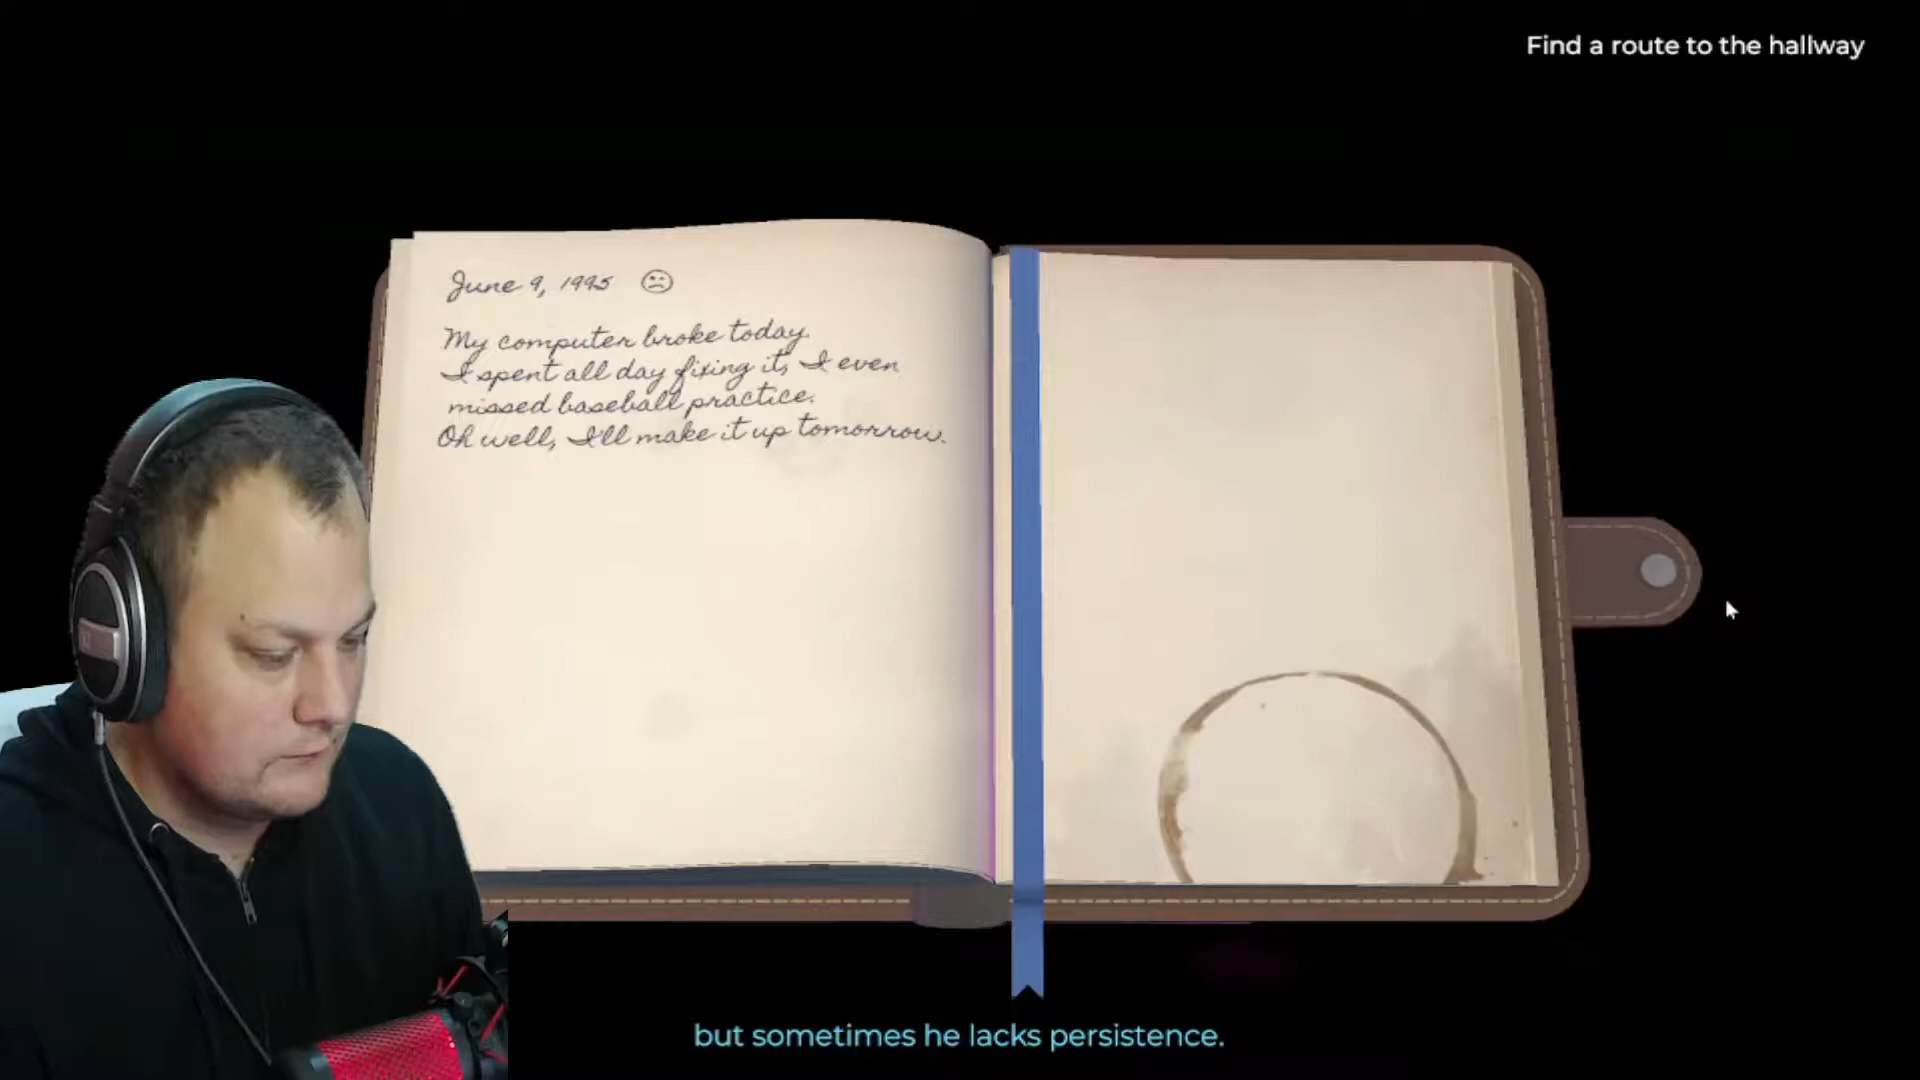 Find a route to the hallway
June 9, 1995
My computer broke today.
I spent all day fixing it, I even
missed baseball practice.
Oh well, I'll make it up tomorrow.
but sometimes he lacks persistence.